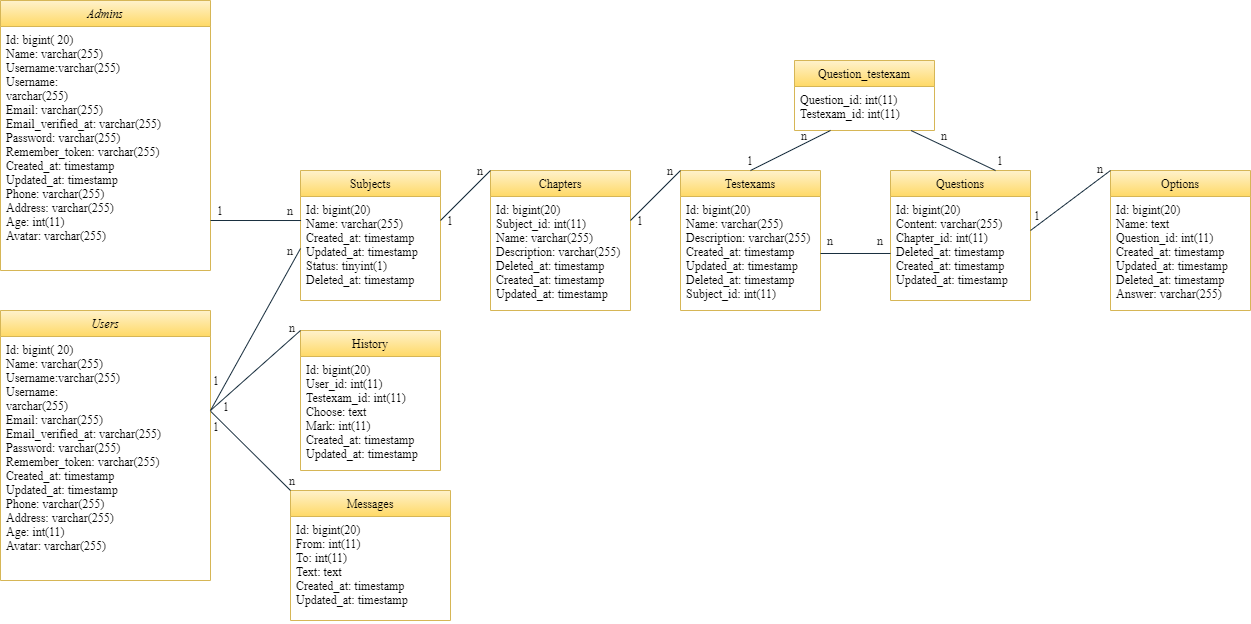 Admins
Id: bigint( 20)
Name: varchar(255)
Username:varchar(255)
Username:
varchar(255)
Email: varchar(255)
Email_verified_at: varchar(255)
Password: varchar(255)
Remember_token: varchar(255)
Created_at: timestamp
Updated_at: timestamp
Phone: varchar(255)
Address: varchar(255)
Age: int(11)
Avatar: varchar(255)
1
n
Users
Id: bigint( 20)
Name: varchar(255)
Username:varchar(255)
Username:
varchar(255)
Email: varchar(255)
Email_verified_at: varchar(255)
Password: varchar(255)
Remember_token: varchar(255)
Created_at: timestamp
Updated_at: timestamp
Phone: varchar(255)
Address: varchar(255)
Age: int(11)
Avatar: varchar(255)
1
n
1
n
1
n
Subjects
Id: bigint(20)
Name: varchar(255)
Created_at: timestamp
Updated_at: timestamp
Status: tinyint(1)
Deleted_at: timestamp
1
n
History
Id: bigint(20)
User_id: int(11)
Testexam_id: int(11)
Choose: text
Mark: int(11)
Created_at: timestamp
Updated_at: timestamp
Messages
Id: bigint(20)
From: int(11)
To: int(11)
Text: text
Created_at: timestamp
Updated_at: timestamp
Chapters
Id: bigint(20)
Subject_id: int(11)
Name: varchar(255)
Description: varchar(255)
Deleted_at: timestamp
Created_at: timestamp
Updated_at: timestamp
1
n
Question_testexam
Question_id: int(11)
Testexam_id: int(11)
n
n
1
1
Testexams
Id: bigint(20)
Name: varchar(255)
Description: varchar(255)
Created_at: timestamp
Updated_at: timestamp
Deleted_at: timestamp
Subject_id: int(11)
n
n
Questions
Id: bigint(20)
Content: varchar(255)
Chapter_id: int(11)
Deleted_at: timestamp
Created_at: timestamp
Updated_at: timestamp
1
n
Options
Id: bigint(20)
Name: text
Question_id: int(11)
Created_at: timestamp
Updated_at: timestamp
Deleted_at: timestamp
Answer: varchar(255)